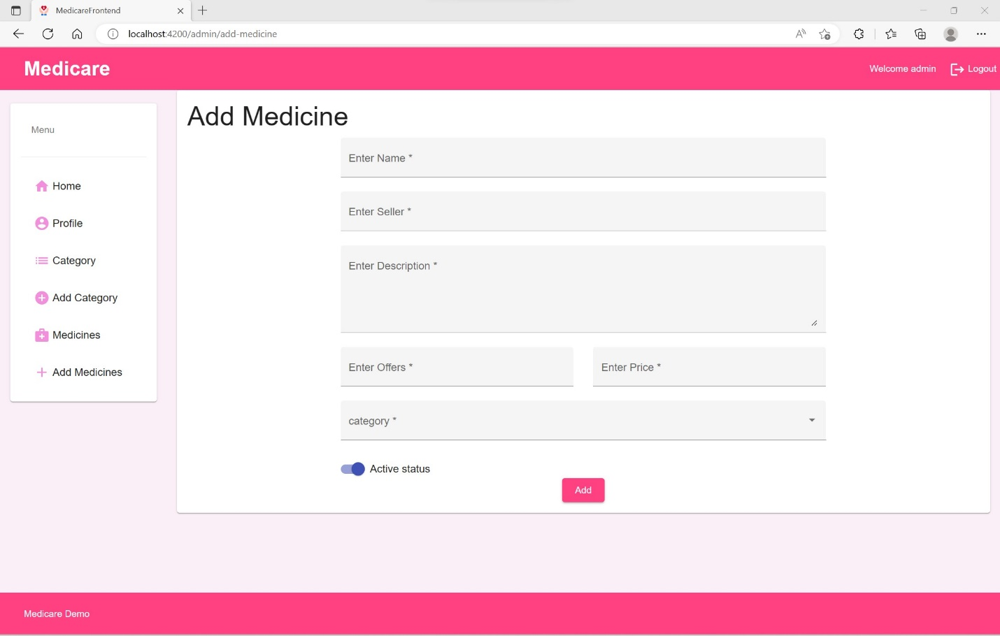 MedicareFrontend
localhost:4200/admin/add-medicine
Medicare
Welcome admin
Logout
Menu
Home
Profile
Category
Add Category
Medicines
Add Medicines
Add Medicine
Enter Name *
Enter Seller *
Enter Description *
Enter Offers *
Enter Price *
category *
Active status
Add
Medicare Demo